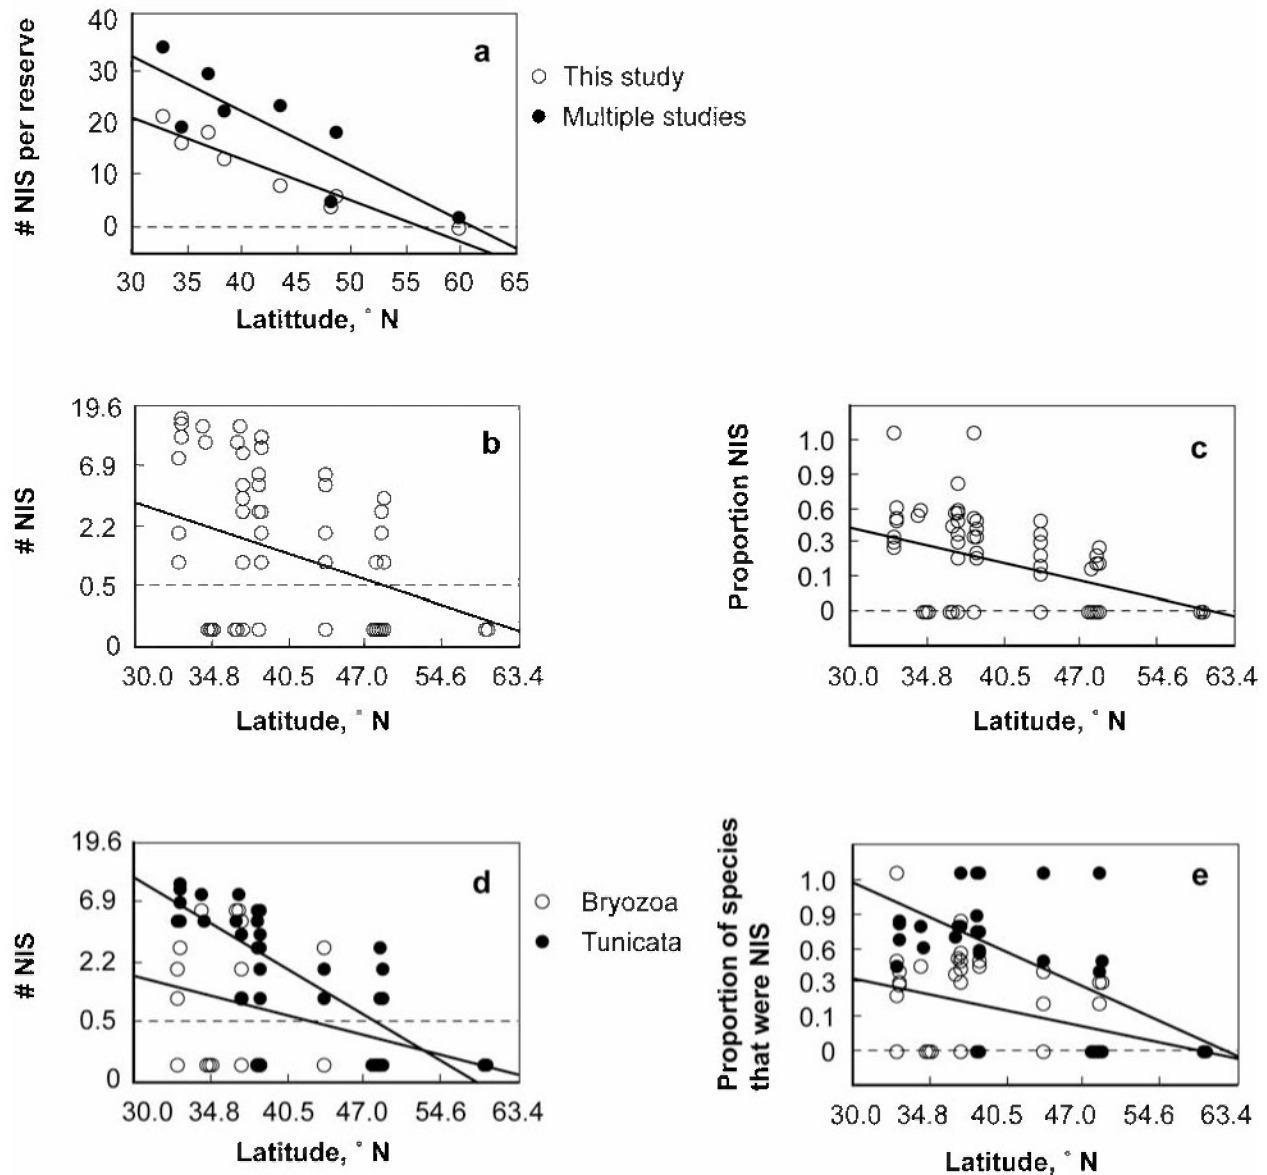 40
30
20
10
0
# NIS per reserve
a
This study
Multiple studies
30 35 40 45 50 55 60 65
Latittude, ° N
19.6
6.9
2.2
0.5
0
# NIS
b
30.0 34.8 40.5 47.0 54.6 63.4
Latitude, ° N
1.0
0.9
0.6
0.3
0.1
0
Proportion NIS
c
30.0 34.8 40.5 47.0 54.6 63.4
Latitude, ° N
19.6
6.9
2.2
0.5
0
# NIS
d
Bryozoa
Tunicata
30.0 34.8 40.5 47.0 54.6 63.4
Latitude, ° N
1.0
0.9
0.6
0.3
0.1
0
Proportion of species
that were NIS
e
30.0 34.8 40.5 47.0 54.6 63.4
Latitude, ° N